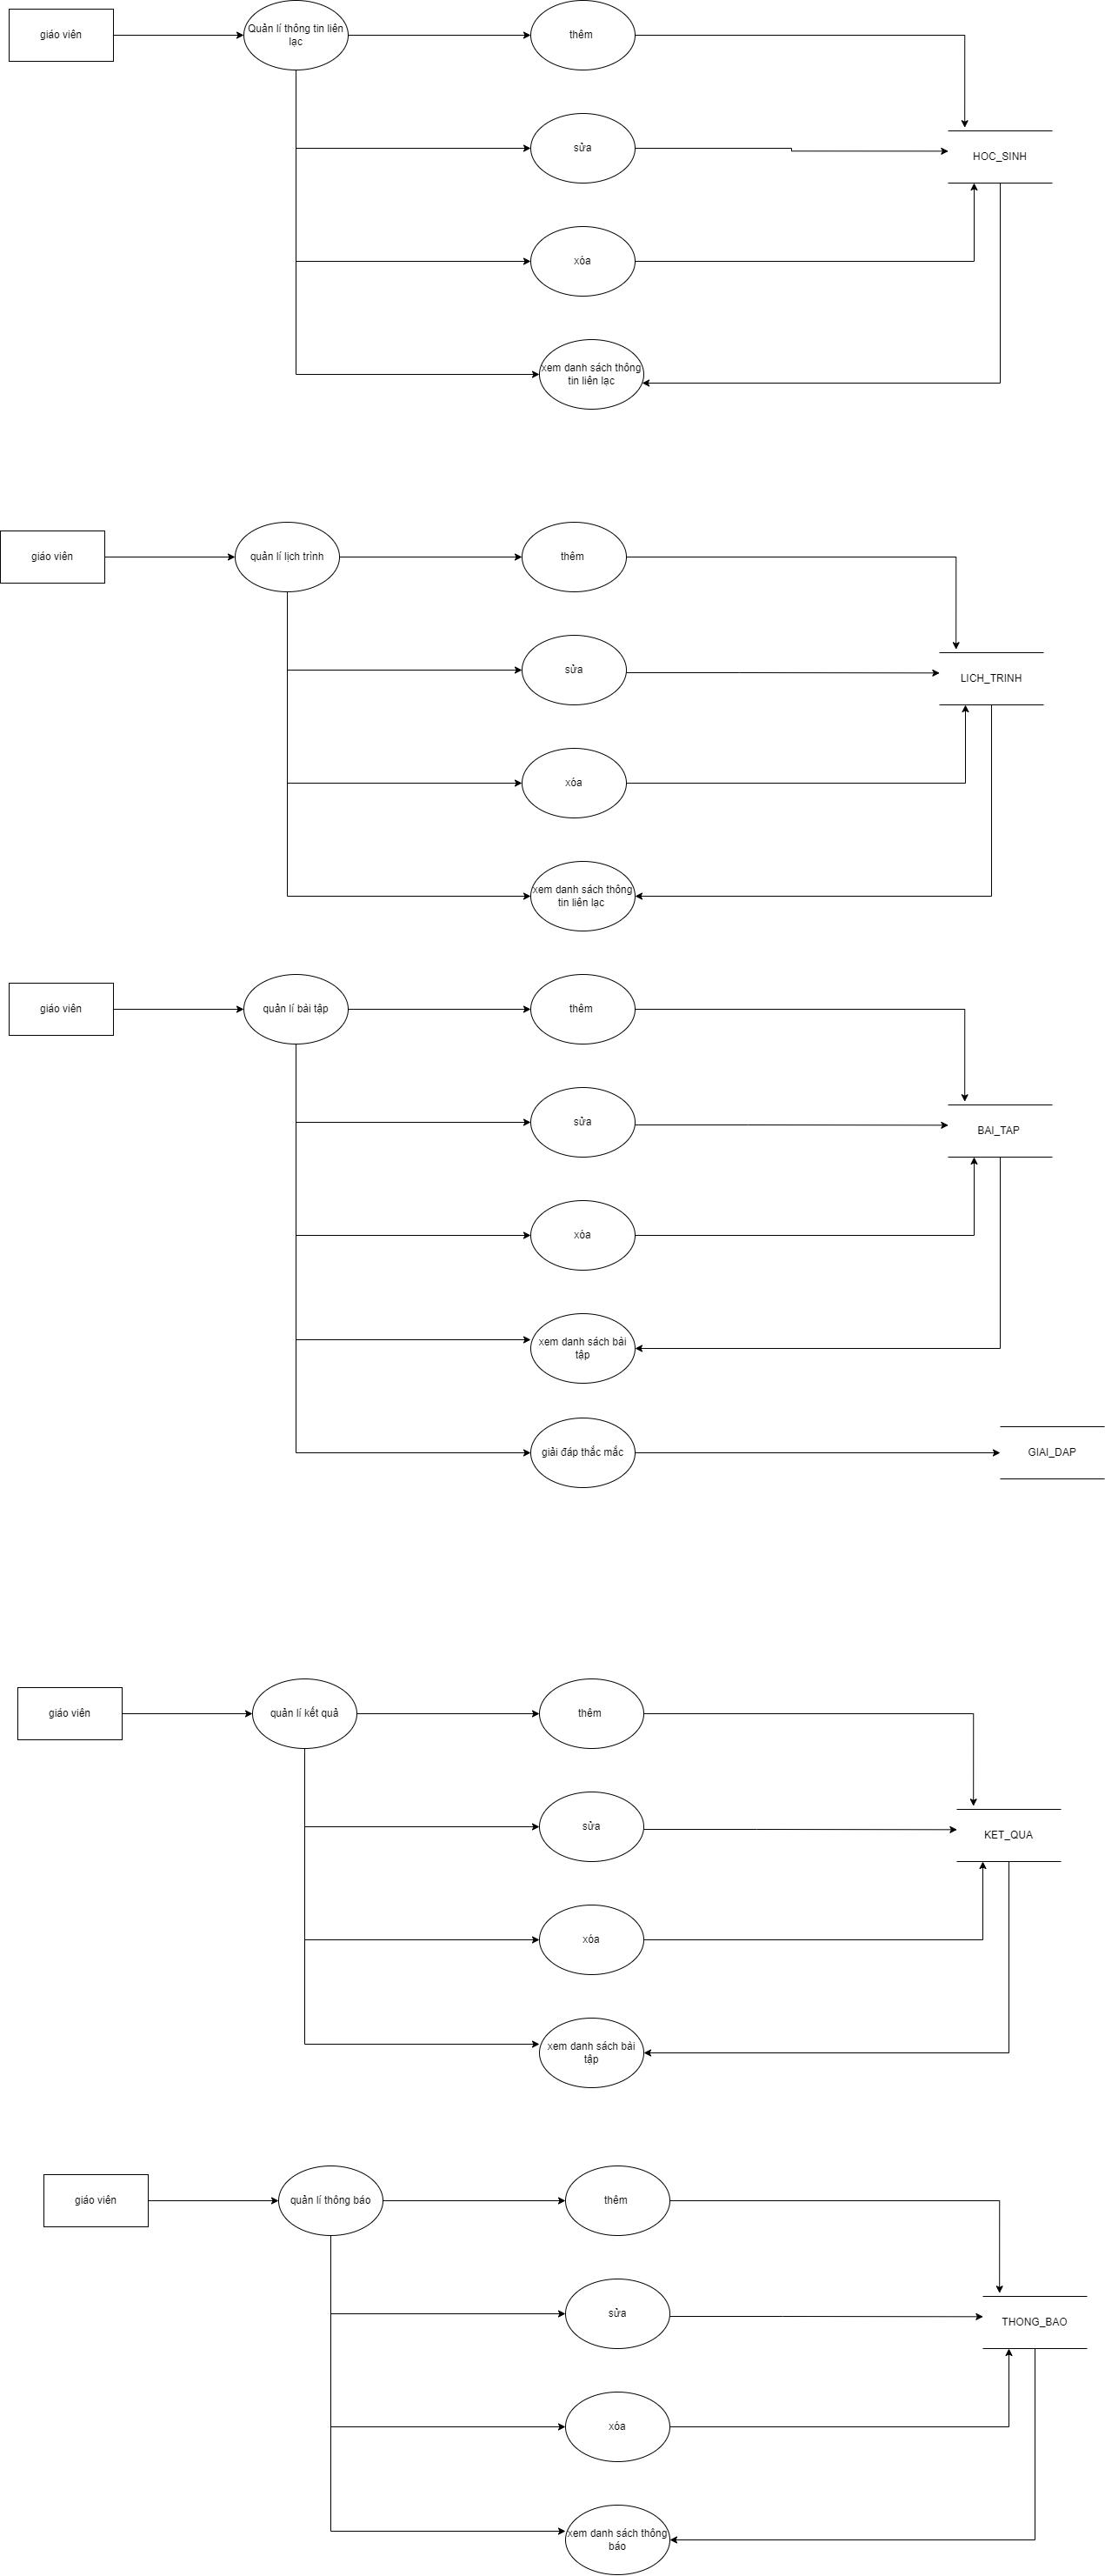 giáo viên
Quản lí thông tin liên
lạc
thêm
sửa
HOC_SINH
xóa
xem danh sách thông
tin liên lạc
giáo viên
quản lí lịch trình
thêm
sửa
LICH_TRINH
xóa
xem danh sách thông
tin liên lạc
giáo viên
quản lí bài tập
thêm
sửa
BAI_TAP
xóa
xem danh sách bài
tập
giải đáp thắc mắc
GIAI_DAP
giáo viên
quản lí kết quả
thêm
sửa
KET_QUA
xóa
xem danh sách bài
tập
giáo viên
quản lí thông báo
thêm
sửa
THONG_BAO
xóa
xem danh sách thông
báo